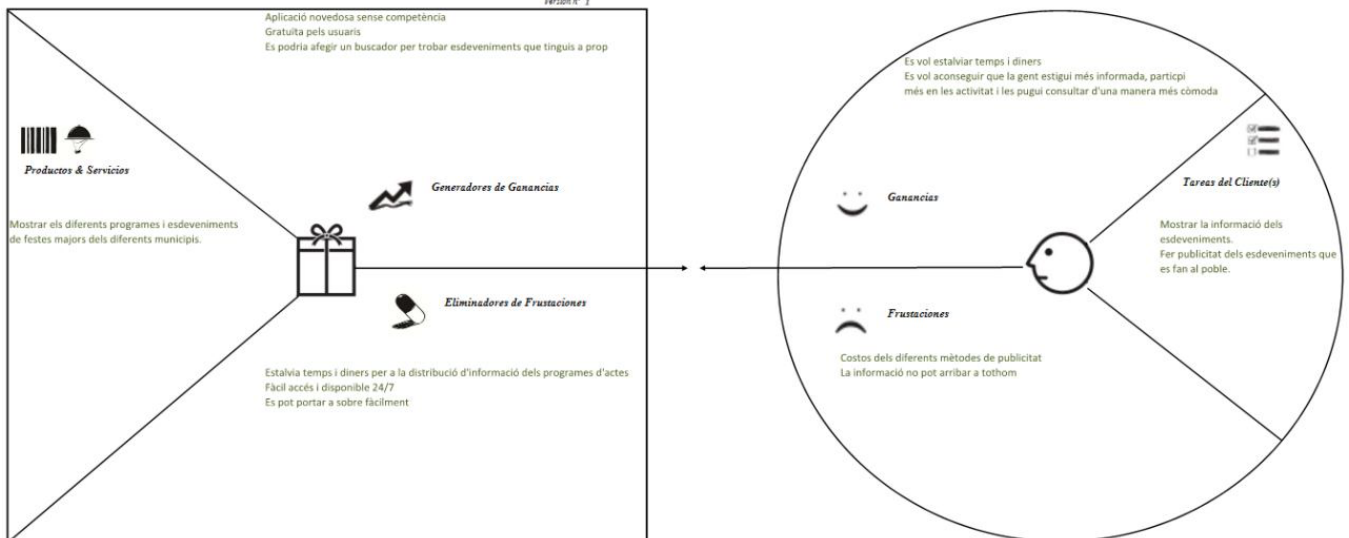 Versión nº 1
Aplicació novedosa sense competència
Gratuïta pels usuaris
Es podria afegir un buscador per trobar esdeveniments que tinguis a prop
Productos & Servicios
Mostrar els diferents programes i esdeveniments
de festes majors dels diferents municipis.
Generadores de Ganancias
Eliminadores de Frustaciones
Estalvia temps i diners per a la distribució d'informació dels programes d'actes
Fàcil accés i disponible 24/7
Es pot portar a sobre fàcilment
Es vol estalviar temps i diners
Es vol aconseguir que la gent estigui més informada, particpi
més en les activitat i les pugui consultar d'una manera més còmoda
Ganancias
Tareas del Cliente(s)
Mostrar la informació dels
esdeveniments.
Fer publicitat dels esdeveniments que
es fan al poble.
Frustaciones
Costos dels diferents mètodes de publicitat
La informació no pot arribar a tothom